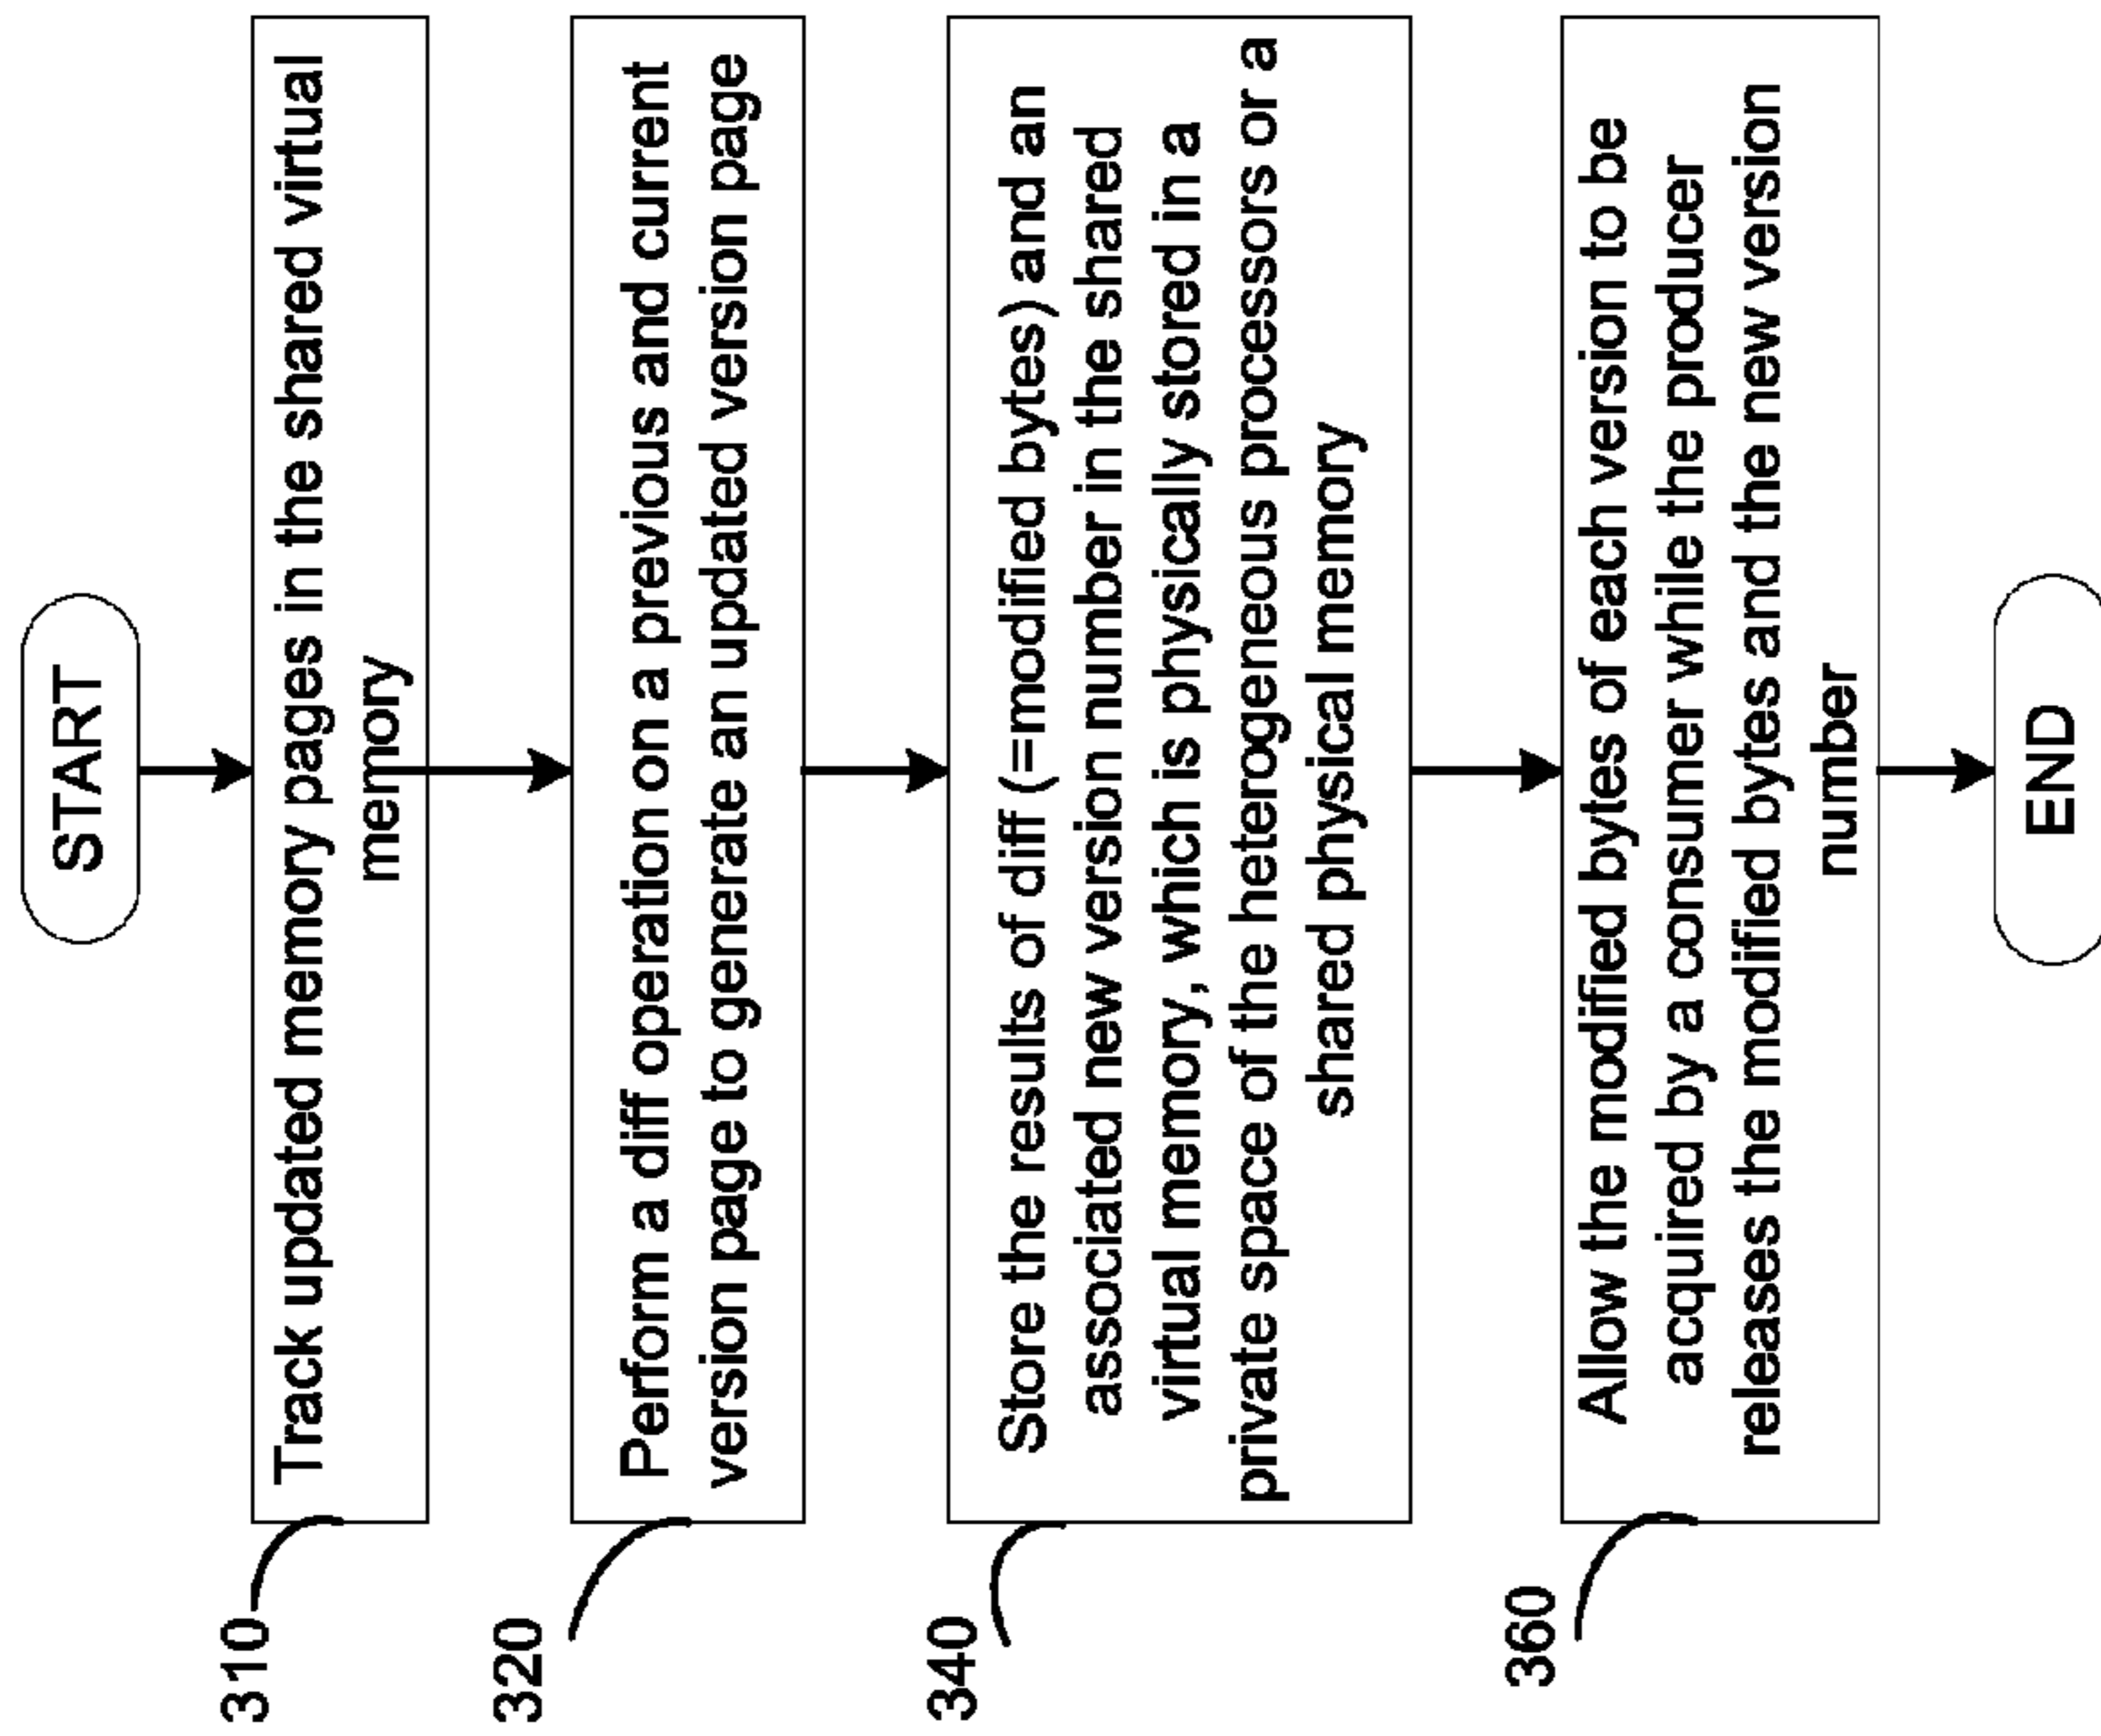 START
310
Track updated memory pages in the shared virtual
memory
320
Perform a diff operation on a previous and current
version page to generate an updated version page
340
Store the results of diff (=modified bytes) and an
associated new version number in the shared
virtual memory, which is physically stored in a
private space of the heterogeneous processors or a
shared physical memory
360
Allow the modified bytes of each version to be
acquired by a consumer while the producer
releases the modified bytes and the new version
number
END